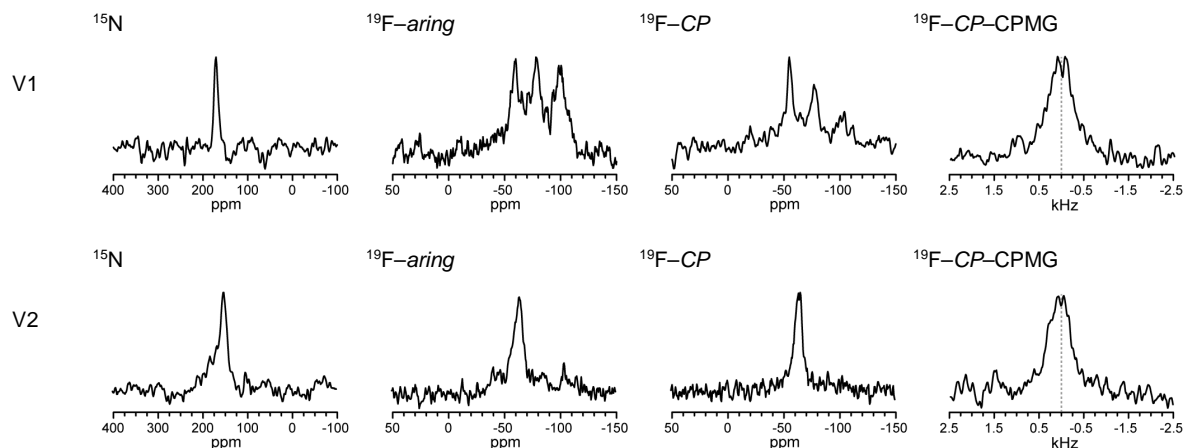 ¹⁵N ¹⁹F–aring ¹⁹F–CP ¹⁹F–CP–CPMG
V1
400 300 200 100 0 -100 50 0 -50 -100 -150 50 0 -50 -100 -150 2.5 1.5 0.5 -0.5 -1.5 -2.5
ppm ppm ppm kHz
¹⁵N ¹⁹F–aring ¹⁹F–CP ¹⁹F–CP–CPMG
V2
400 300 200 100 0 -100 50 0 -50 -100 -150 50 0 -50 -100 -150 2.5 1.5 0.5 -0.5 -1.5 -2.5
ppm ppm ppm kHz